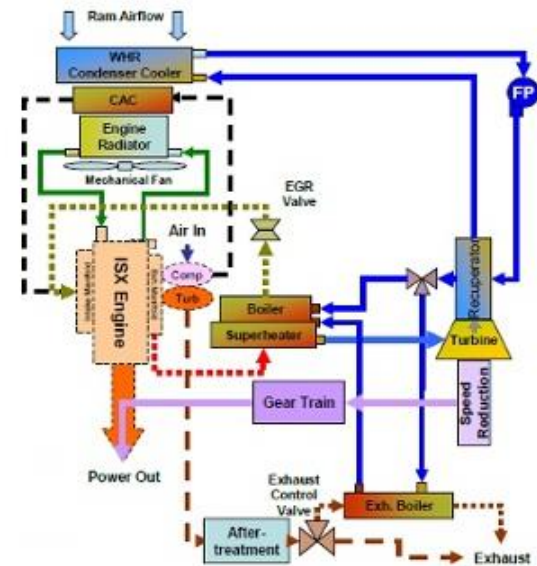 Ram Airflow
WHR
Condenser Cooler
FP
CAC
Engine
Radiator
Mechanical Fan
EGR
Valve
Air In
ISX Engine
Comp
Turb
Boiler
Superheater
Recuperator
Turbine
Speed
Reduction
Gear Train
Power Out
Exhaust
Control
Valve
Exh. Boiler
After-
treatment
Exhaust